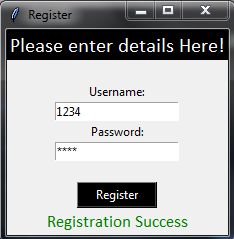 Register
Please enter details Here!
Username:
1234
Password:
****
Register
Registration Success